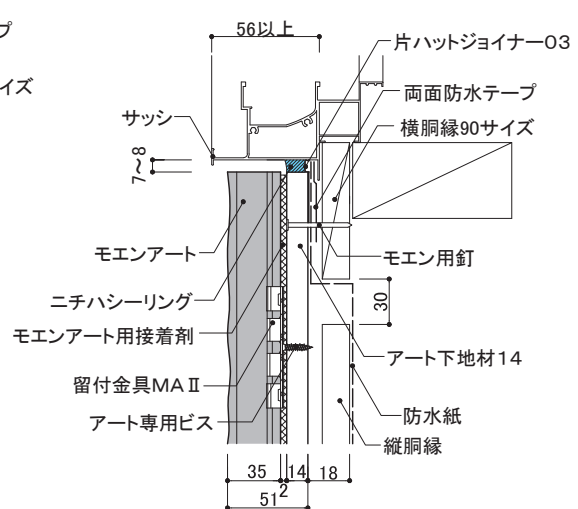 プ
イズ
56以上
片ハットジョイナー03
両面防水テープ
サッシ
横胴縁90サイズ
7～8
モエンアート
モエン用釘
ニチハシーリング
30
モエンアート用接着剤
アート下地材14
留付金具MAⅡ
アート専用ビス
防水紙
縦胴縁
35
14
18
2
51